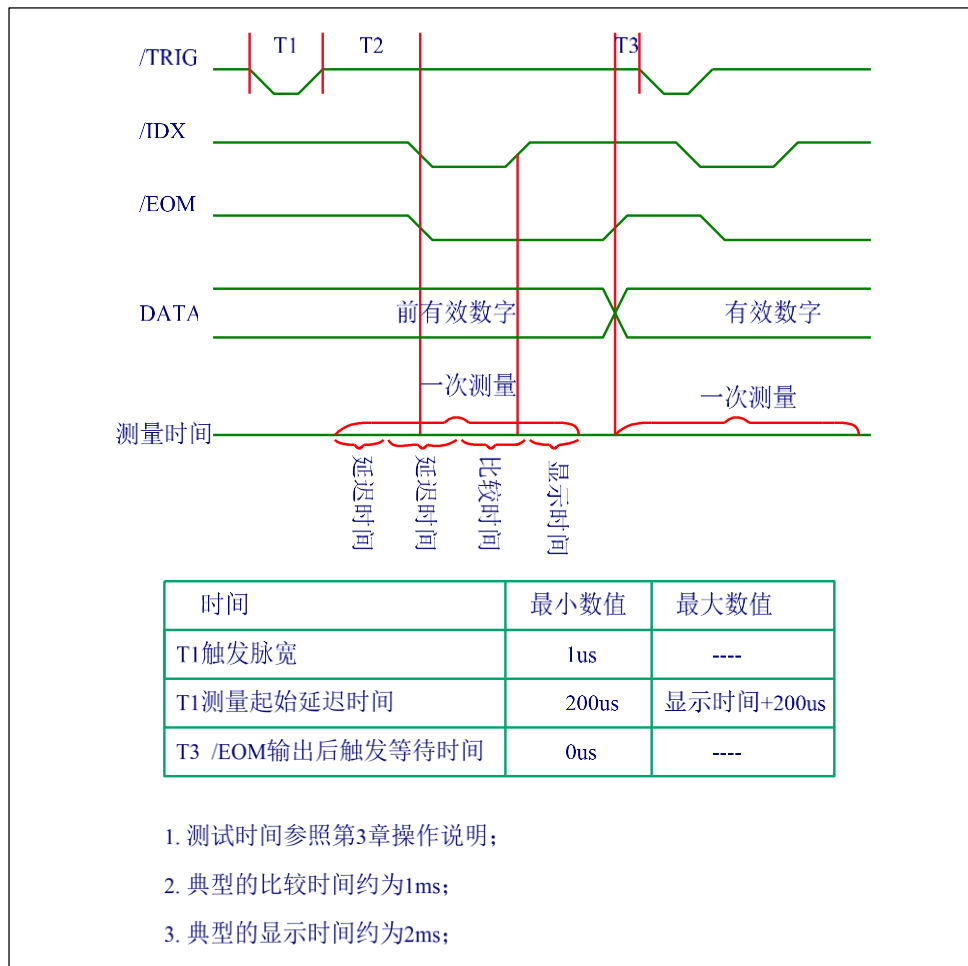 T1 T2 T3
/TRIG
/IDX
/EOM
DATA 前有效数字 有效数字
一次测量 一次测量
测量时间
延迟时间 延迟时间 比较时间 显示时间
时间 最小数值 最大数值
T1触发脉宽 1us ----
T1测量起始延迟时间 200us 显示时间+200us
T3 /EOM输出后触发等待时间 0us ----
1. 测试时间参照第3章操作说明；
2. 典型的比较时间约为1ms；
3. 典型的显示时间约为2ms；